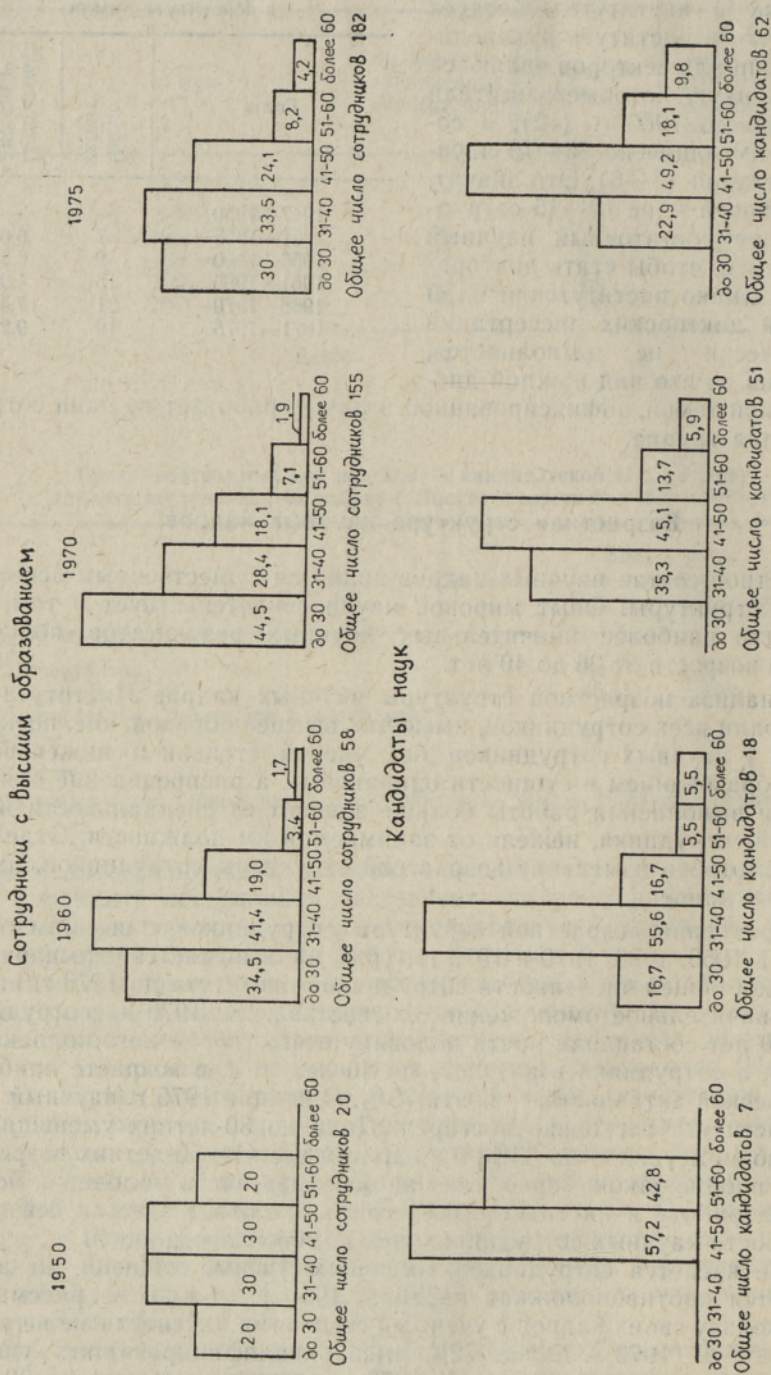 Сотрудники с высшим образованием
1950
20 30 30 20
до 30 31-40 41-50 51-60 более 60
Общее число сотрудников 20
1960
34,5 41,4 19,0 3,4 1,7
до 30 31-40 41-50 51-60 более 60
Общее число сотрудников 58
1970
44,5 28,4 18,1 7,1 1,9
до 30 31-40 41-50 51-60 более 60
Общее число сотрудников 155
1975
30 33,5 24,1 8,2 4,2
до 30 31-40 41-50 51-60 более 60
Общее число сотрудников 182
Кандидаты наук
57,2 42,8
до 30 31-40 41-50 51-60 более 60
Общее число кандидатов 7
16,7 55,6 16,7 5,5 5,5
до 30 31-40 41-50 51-60 более 60
Общее число кандидатов 18
35,3 45,1 13,7 5,9
до 30 31-40 41-50 51-60 более 60
Общее число кандидатов 51
22,9 49,2 18,1 9,8
до 30 31-40 41-50 51-60 более 60
Общее число кандидатов 62